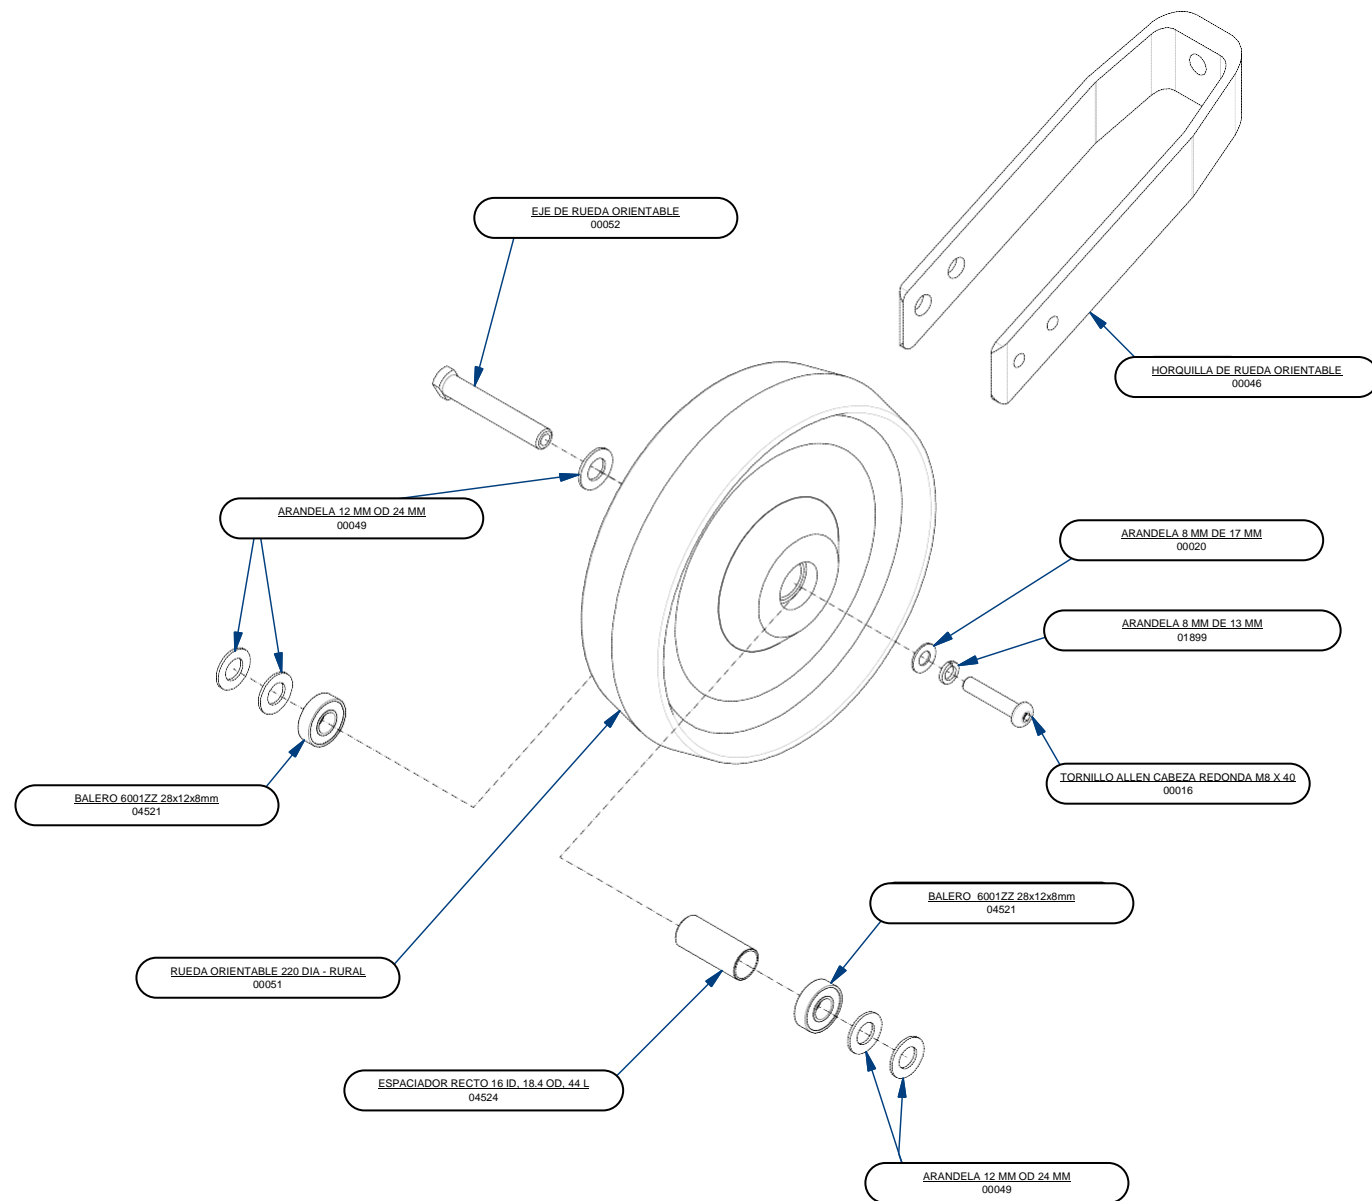 EJE DE RUEDA ORIENTABLE
00052
HORQUILLA DE RUEDA ORIENTABLE
00046
ARANDELA 12 MM OD 24 MM
00049
ARANDELA 8 MM DE 17 MM
00020
ARANDELA 8 MM DE 13 MM
01899
TORNILLO ALLEN CABEZA REDONDA M8 X 40
00016
BALERO 6001ZZ 28x12x8mm
04521
BALERO 6001ZZ 28x12x8mm
04521
RUEDA ORIENTABLE 220 DIA - RURAL
00051
ESPACIADOR RECTO 16 ID, 18.4 OD, 44 L
04524
ARANDELA 12 MM OD 24 MM
00049